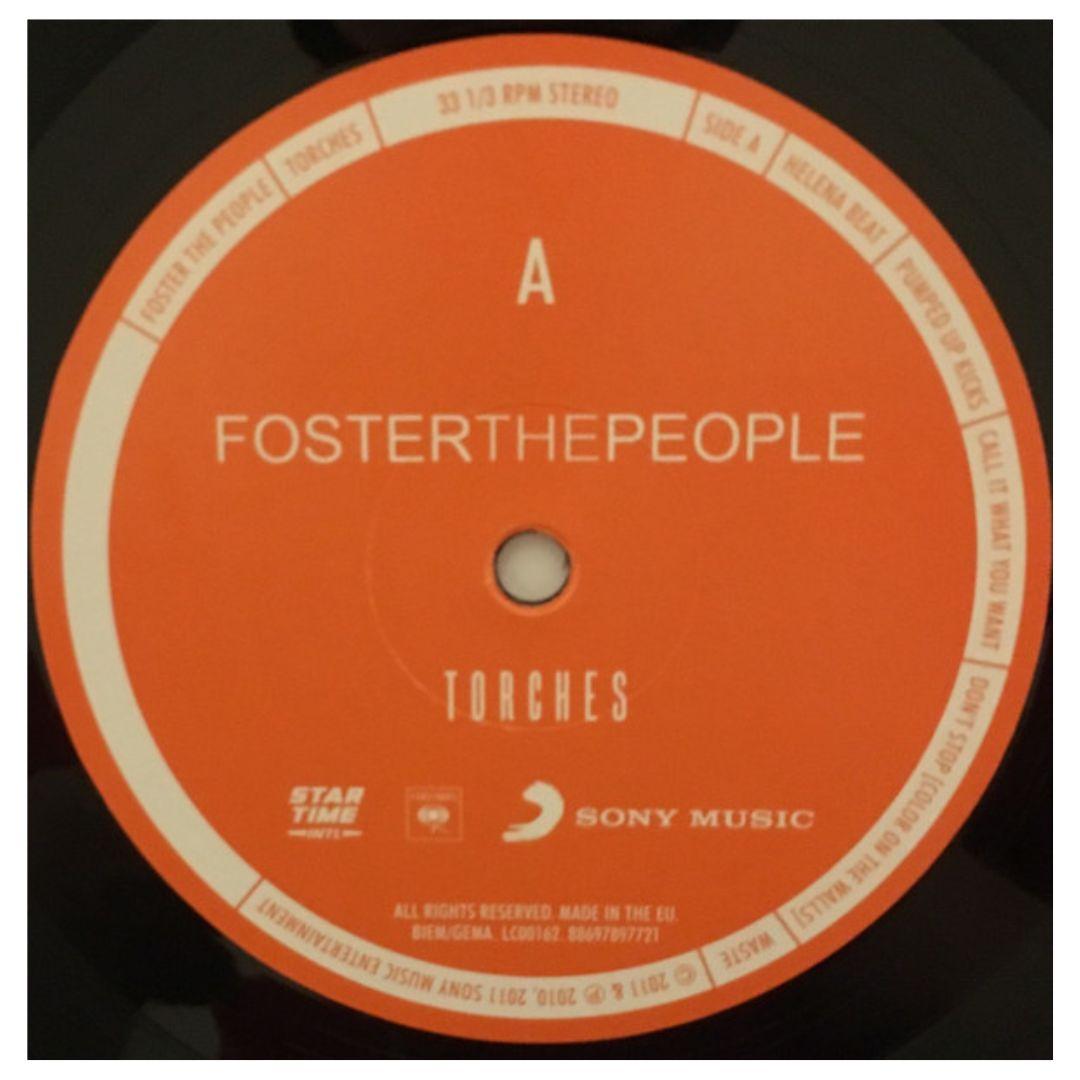 FOSTER THE PEOPLE
TORCHES
33 1/3 RPM STEREO
SIDE A
HELENA BEAT
PUMPED UP KICKS
CALL IT WHAT YOU WANT
DON'T STOP (COLOR ON THE WALLS)
WASTE
© 2011 & ℗ 2010, 2011 SONY MUSIC ENTERTAINMENT
A
FOSTERTHEPEOPLE
TORCHES
STAR
TIME
INTL
SONY MUSIC
ALL RIGHTS RESERVED. MADE IN THE EU.
BIEM/GEMA. LC00162. 88697897721